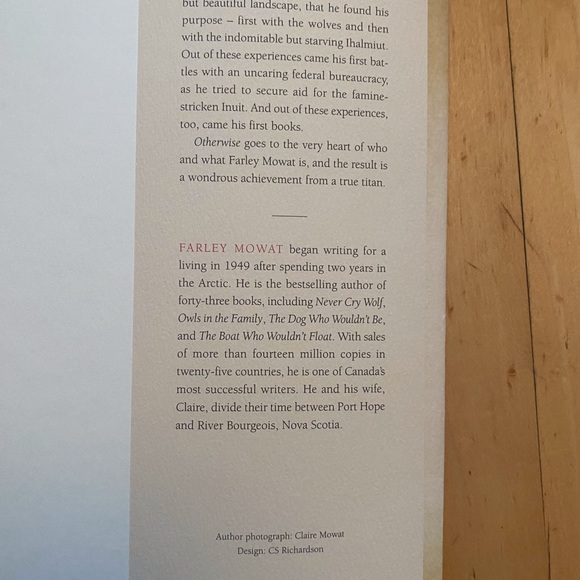 but beautiful landscape, that he found his
purpose – first with the wolves and then
with the indomitable but starving Ihalmiut.
Out of these experiences came his first bat-
tles with an uncaring federal bureaucracy,
as he tried to secure aid for the famine-
stricken Inuit. And out of these experiences,
too, came his first books.
Otherwise goes to the very heart of who
and what Farley Mowat is, and the result is
a wondrous achievement from a true titan.
FARLEY MOWAT began writing for a
living in 1949 after spending two years in
the Arctic. He is the bestselling author of
forty-three books, including Never Cry Wolf,
Owls in the Family, The Dog Who Wouldn't Be,
and The Boat Who Wouldn't Float. With sales
of more than fourteen million copies in
twenty-five countries, he is one of Canada's
most successful writers. He and his wife,
Claire, divide their time between Port Hope
and River Bourgeois, Nova Scotia.
Author photograph: Claire Mowat
Design: CS Richardson